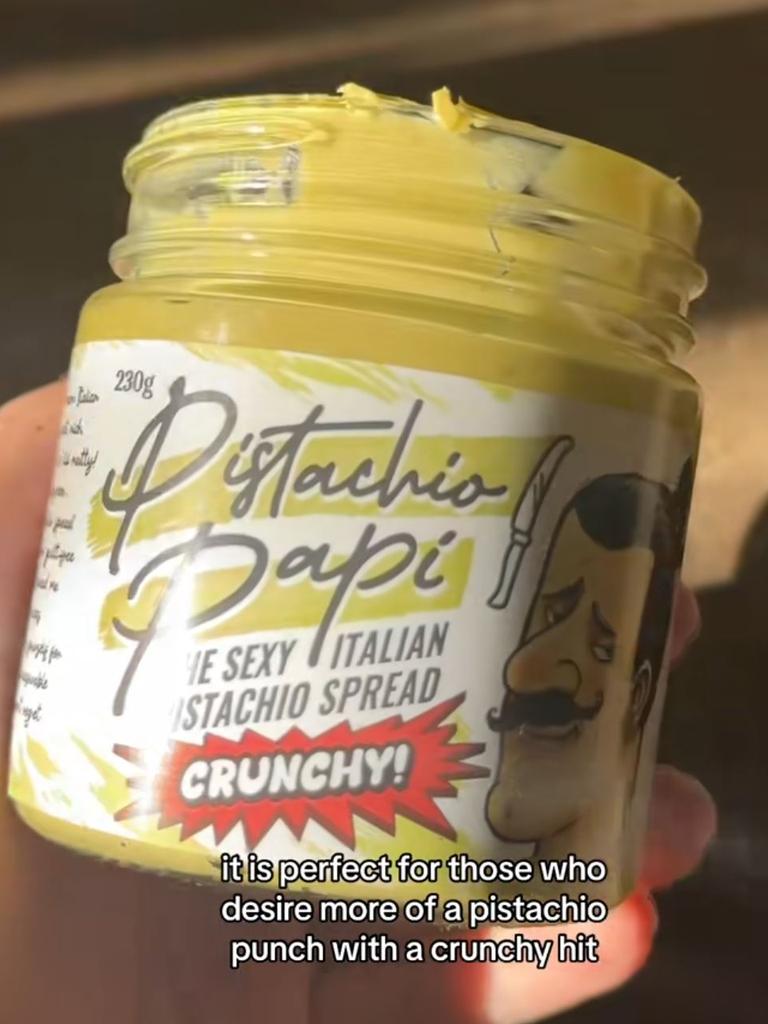 230g
Pistachio
Papi
HE SEXY ITALIAN
ISTACHIO SPREAD
CRUNCHY!
it is perfect for those who
desire more of a pistachio
punch with a crunchy hit